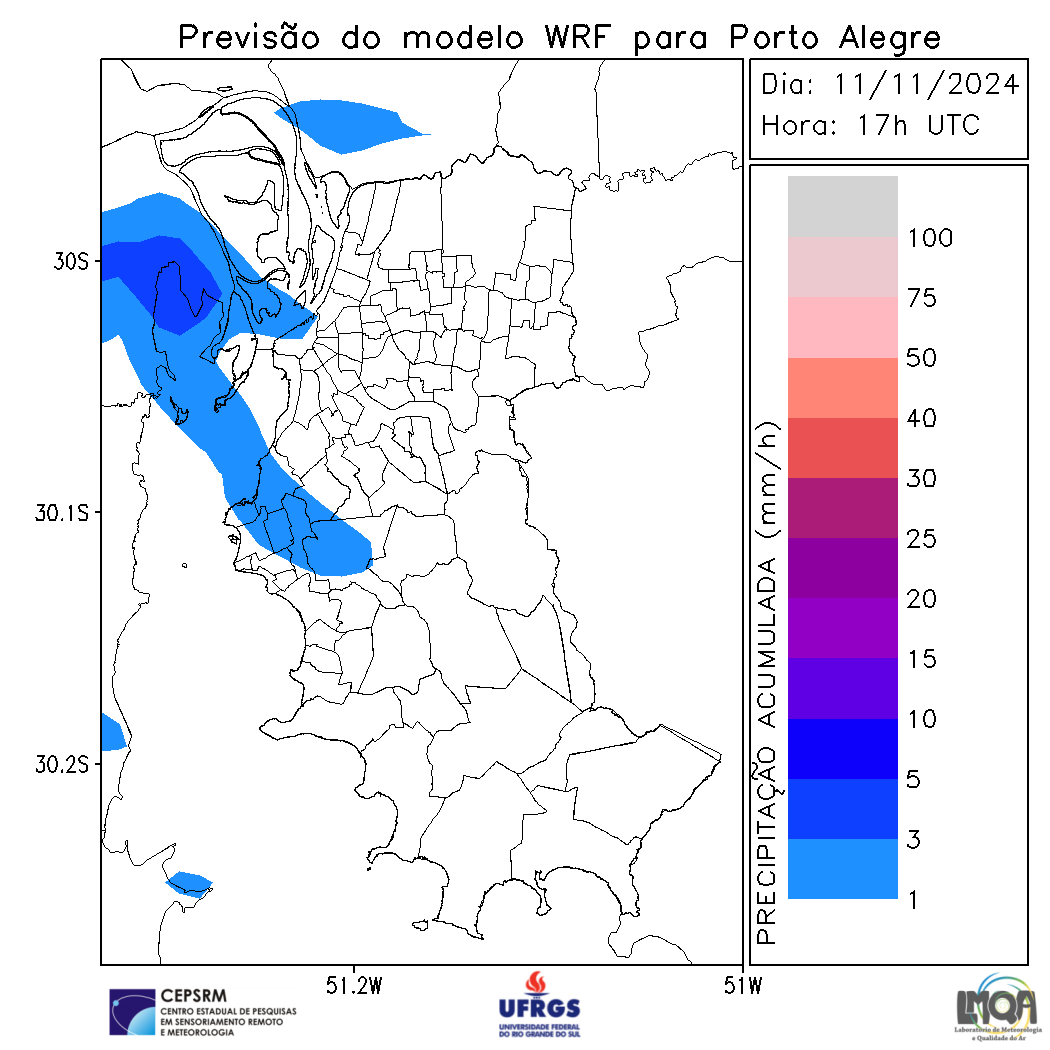 Previsão do modelo WRF para Porto Alegre
Dia: 11/11/2024
Hora: 17h UTC
30S
30.1S
30.2S
51.2W
51W
PRECIPITAÇÃO ACUMULADA (mm/h)
100
75
50
40
30
25
20
15
10
5
3
1
CEPSRM
CENTRO ESTADUAL DE PESQUISAS
EM SENSORIAMENTO REMOTO
E METEOROLOGIA
UFRGS
UNIVERSIDADE FEDERAL
DO RIO GRANDE DO SUL
LMQA
Laboratório de Meteorologia
e Qualidade do Ar